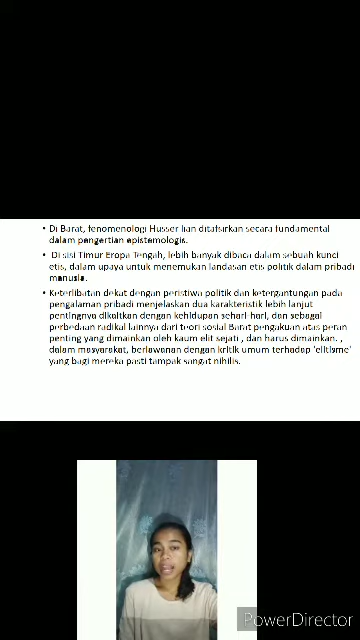 • Di Barat, fenomenologi Husser lian ditafsirkan secara fundamental
dalam pengertian epistemologis.
• Di sisi Timur Eropa Tengah, lebih banyak dibaca dalam sebuah kunci
etis, dalam upaya untuk menemukan landasan etis politik dalam pribadi
manusia.
• Keterlibatan dekat dengan peristiwa politik dan ketergantungan pada
pengalaman pribadi menjelaskan dua karakteristik lebih lanjut
pentingnya dikaitkan dengan kehidupan sehari-hari, dan sebagai
perbedaan radikal lainnya dari teori sosial Barat pengakuan atas peran
penting yang dimainkan oleh kaum elit sejati , dan harus dimainkan. ,
dalam masyarakat, berlawanan dengan kritik umum terhadap 'elitisme'
yang bagi mereka pasti tampak sangat nihilis.
PowerDirector